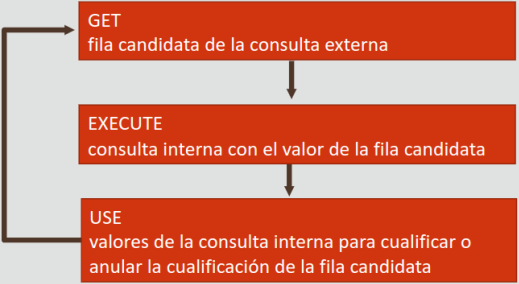 GET
fila candidata de la consulta externa
EXECUTE
consulta interna con el valor de la fila candidata
USE
valores de la consulta interna para cualificar o
anular la cualificación de la fila candidata